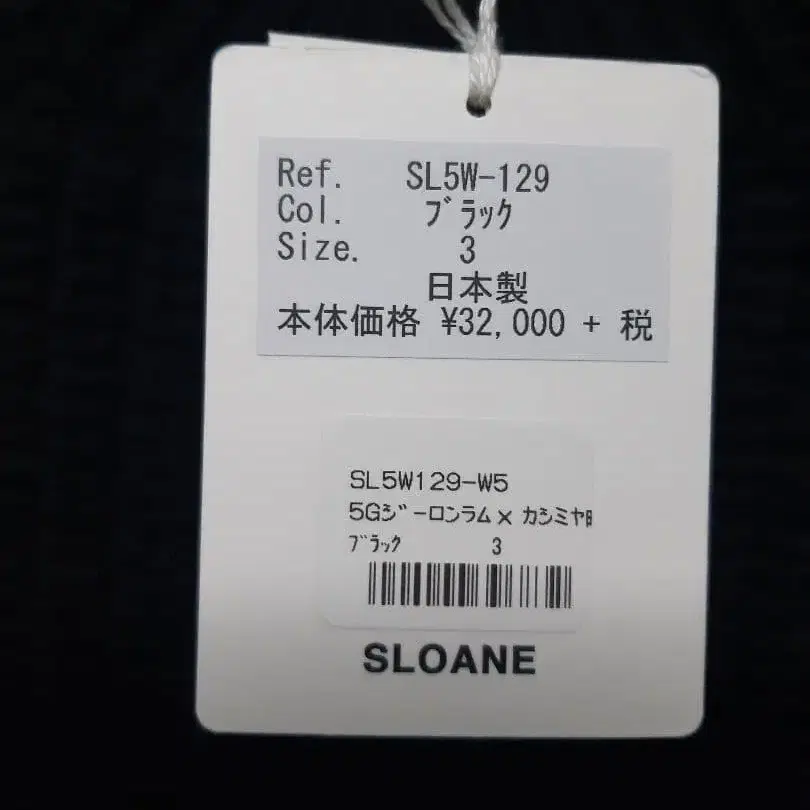 Ref. SL5W-129
Col. ﾌﾞﾗｯｸ
Size. 3
日本製
本体価格 ¥32,000 + 税
SL5W129-W5
5Gｼﾞｰﾛﾝﾗﾑ × ｶｼﾐﾔ
ﾌﾞﾗｯｸ 3
SLOANE